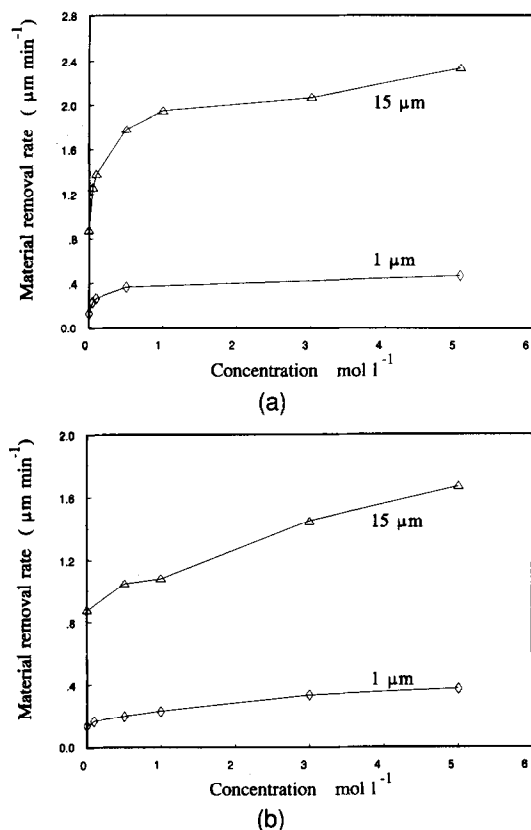 2.8
2.4
2.0
1.6
1.2
.8
.4
0.0
Material removal rate ( μm min⁻¹)
15 μm
1 μm
0 1 2 3 4 5 6
Concentration mol l⁻¹
(a)
2.0
1.6
1.2
.8
.4
0.0
Material removal rate ( μm min⁻¹)
15 μm
1 μm
0 1 2 3 4 5 6
Concentration mol l⁻¹
(b)